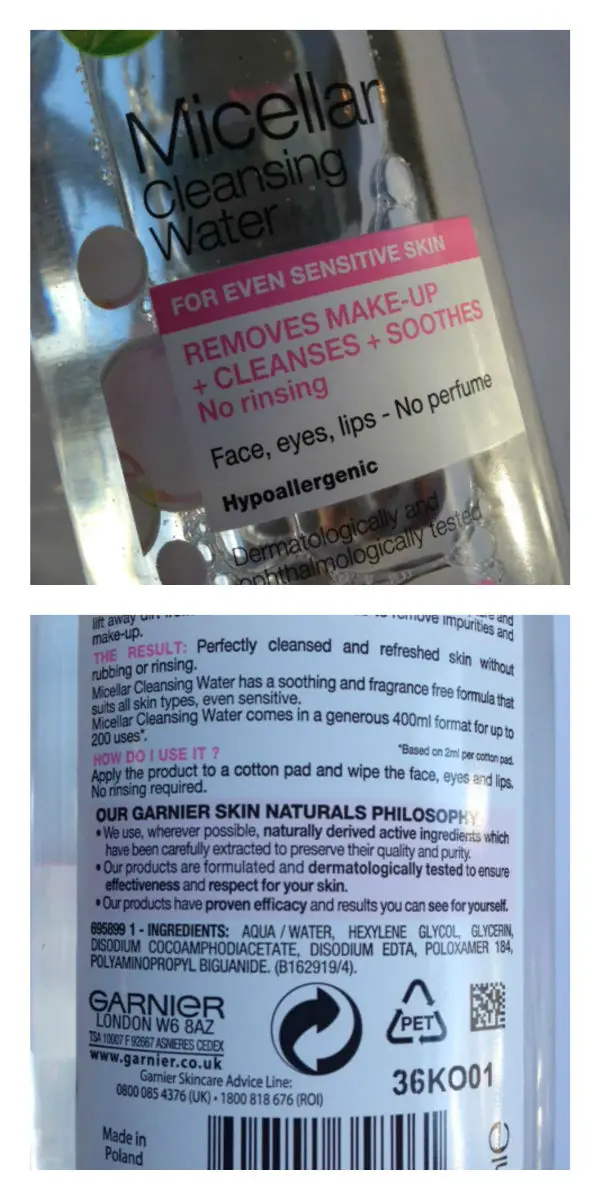 Micellar
Cleansing
Water
FOR EVEN SENSITIVE SKIN
REMOVES MAKE-UP
+ CLEANSES + SOOTHES
No rinsing
Face, eyes, lips - No perfume
Hypoallergenic
Dermatologically and
ophthalmologically tested
lift away dirt from to remove impurities and
make-up.
THE RESULT: Perfectly cleansed and refreshed skin without
rubbing or rinsing.
Micellar Cleansing Water has a soothing and fragrance free formula that
suits all skin types, even sensitive.
Micellar Cleansing Water comes in a generous 400ml format for up to
200 uses*.
*Based on 2ml per cotton pad.
HOW DO I USE IT ?
Apply the product to a cotton pad and wipe the face, eyes and lips.
No rinsing required.
OUR GARNIER SKIN NATURALS PHILOSOPHY
• We use, wherever possible, naturally derived active ingredients which
have been carefully extracted to preserve their quality and purity.
• Our products are formulated and dermatologically tested to ensure
effectiveness and respect for your skin.
• Our products have proven efficacy and results you can see for yourself.
695899 1 - INGREDIENTS: AQUA / WATER, HEXYLENE GLYCOL, GLYCERIN,
DISODIUM COCOAMPHODIACETATE, DISODIUM EDTA, POLOXAMER 184,
POLYAMINOPROPYL BIGUANIDE. (B162919/4).
GARNIER
LONDON W6 8AZ
TSA 10007 F 92667 ASNIERES CEDEX
www.garnier.co.uk
Garnier Skincare Advice Line:
0800 085 4376 (UK) • 1800 818 676 (ROI)
PET
36KO01
Made in
Poland